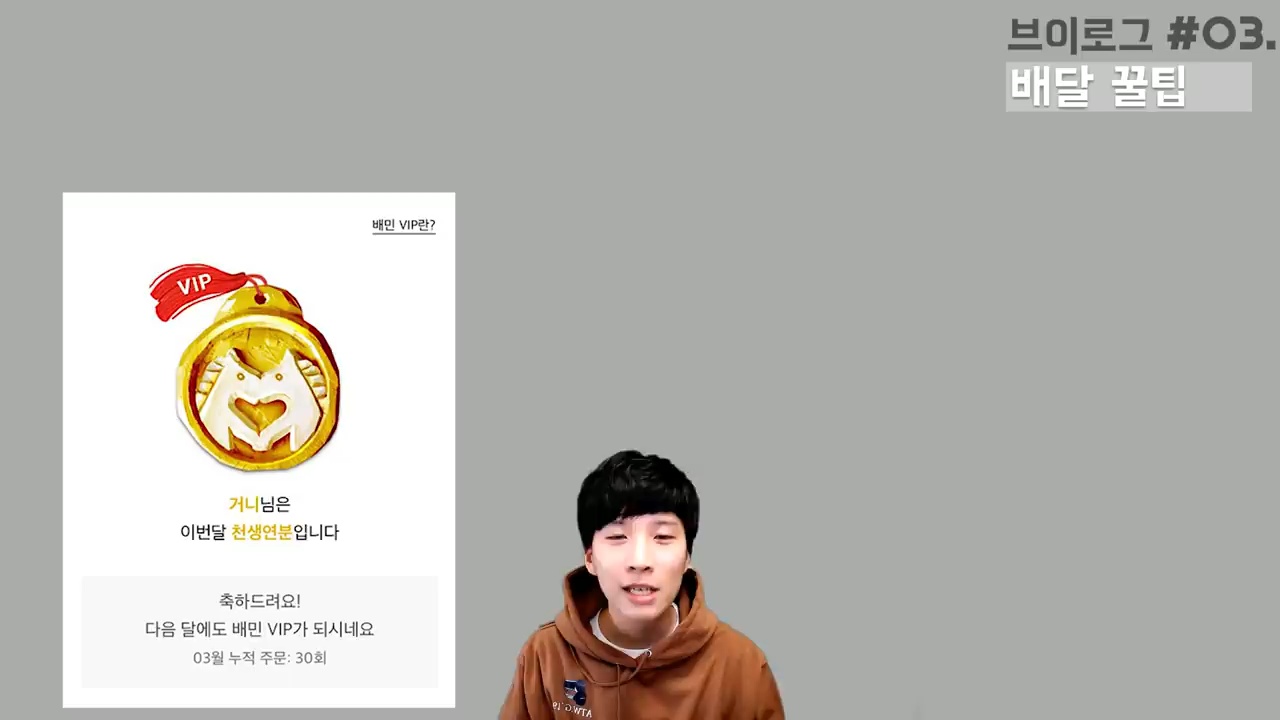 브이로그 #03.
배달 꿀팁
배민 VIP란?
VIP
거니님은
이번달 천생연분입니다
축하드려요!
다음 달에도 배민 VIP가 되시네요
03월 누적 주문: 30회
ATWG'19